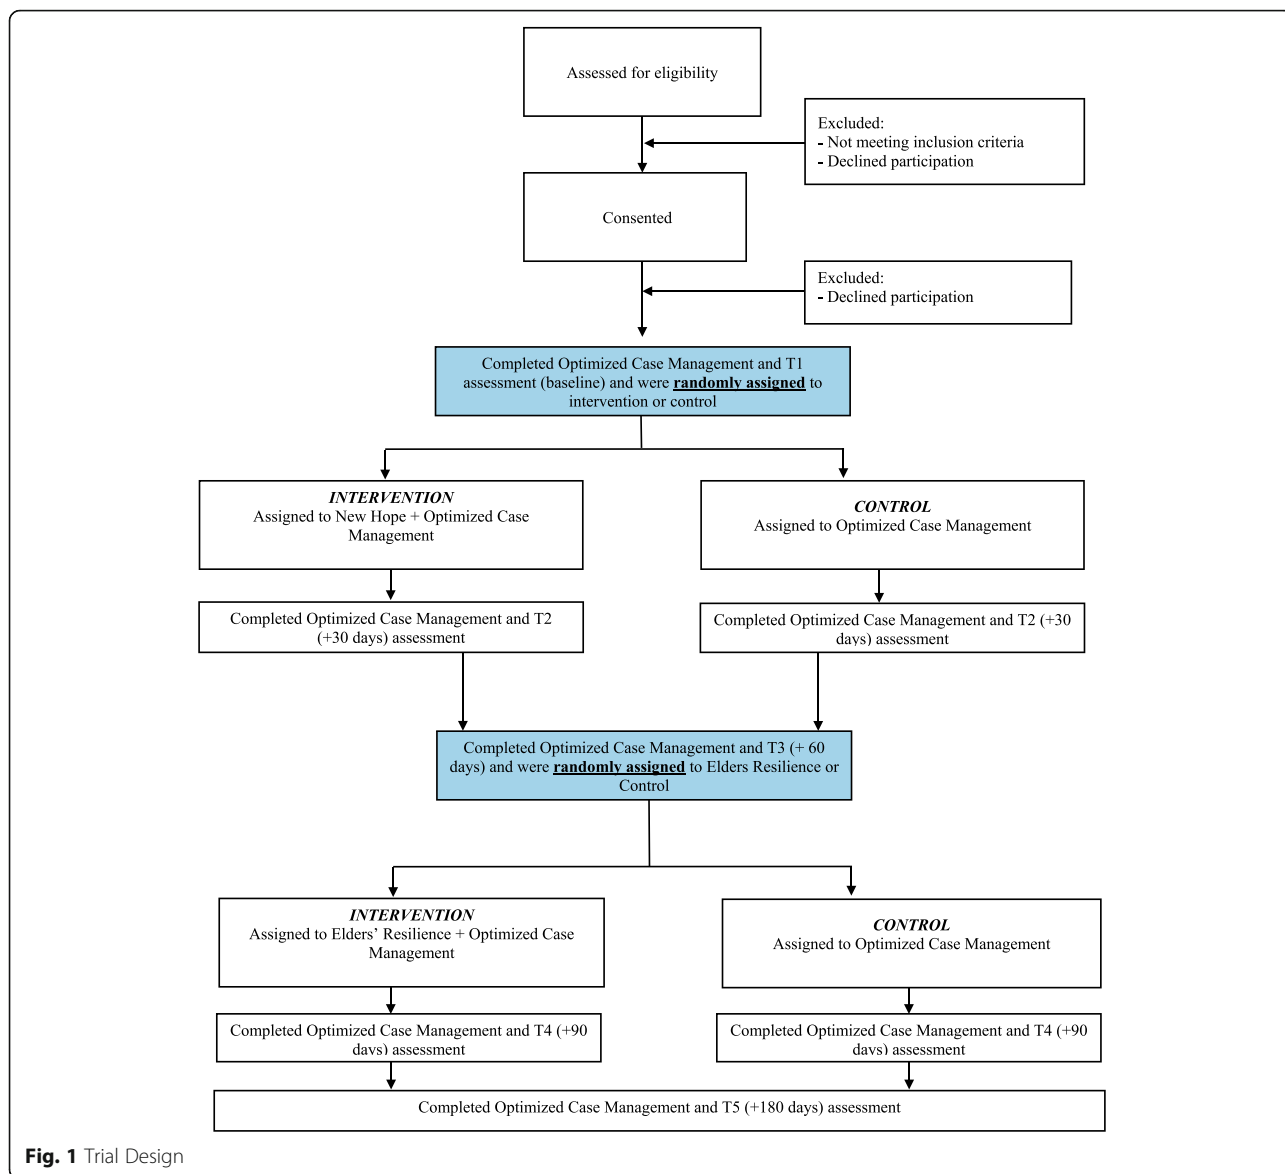 Assessed for eligibility
Excluded:
- Not meeting inclusion criteria
- Declined participation
Consented
Excluded:
- Declined participation
Completed Optimized Case Management and T1
assessment (baseline) and were randomly assigned to
intervention or control
INTERVENTION
Assigned to New Hope + Optimized Case
Management
CONTROL
Assigned to Optimized Case Management
Completed Optimized Case Management and T2
(+30 days) assessment
Completed Optimized Case Management and T2 (+30
days) assessment
Completed Optimized Case Management and T3 (+ 60
days) and were randomly assigned to Elders Resilience or
Control
INTERVENTION
Assigned to Elders' Resilience + Optimized Case
Management
CONTROL
Assigned to Optimized Case Management
Completed Optimized Case Management and T4 (+90
days) assessment
Completed Optimized Case Management and T4 (+90
days) assessment
Completed Optimized Case Management and T5 (+180 days) assessment
Fig. 1 Trial Design